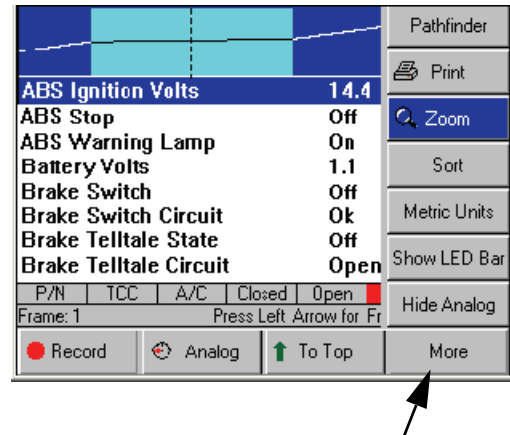 Pathfinder
Print
Zoom
Sort
Metric Units
Show LED Bar
Hide Analog
ABS Ignition Volts 14.4
ABS Stop Off
ABS Warning Lamp On
Battery Volts 1.1
Brake Switch Off
Brake Switch Circuit Ok
Brake Telltale State Off
Brake Telltale Circuit Open
P/N TCC A/C Closed Open
Frame: 1 Press Left Arrow for Fr
Record Analog To Top More